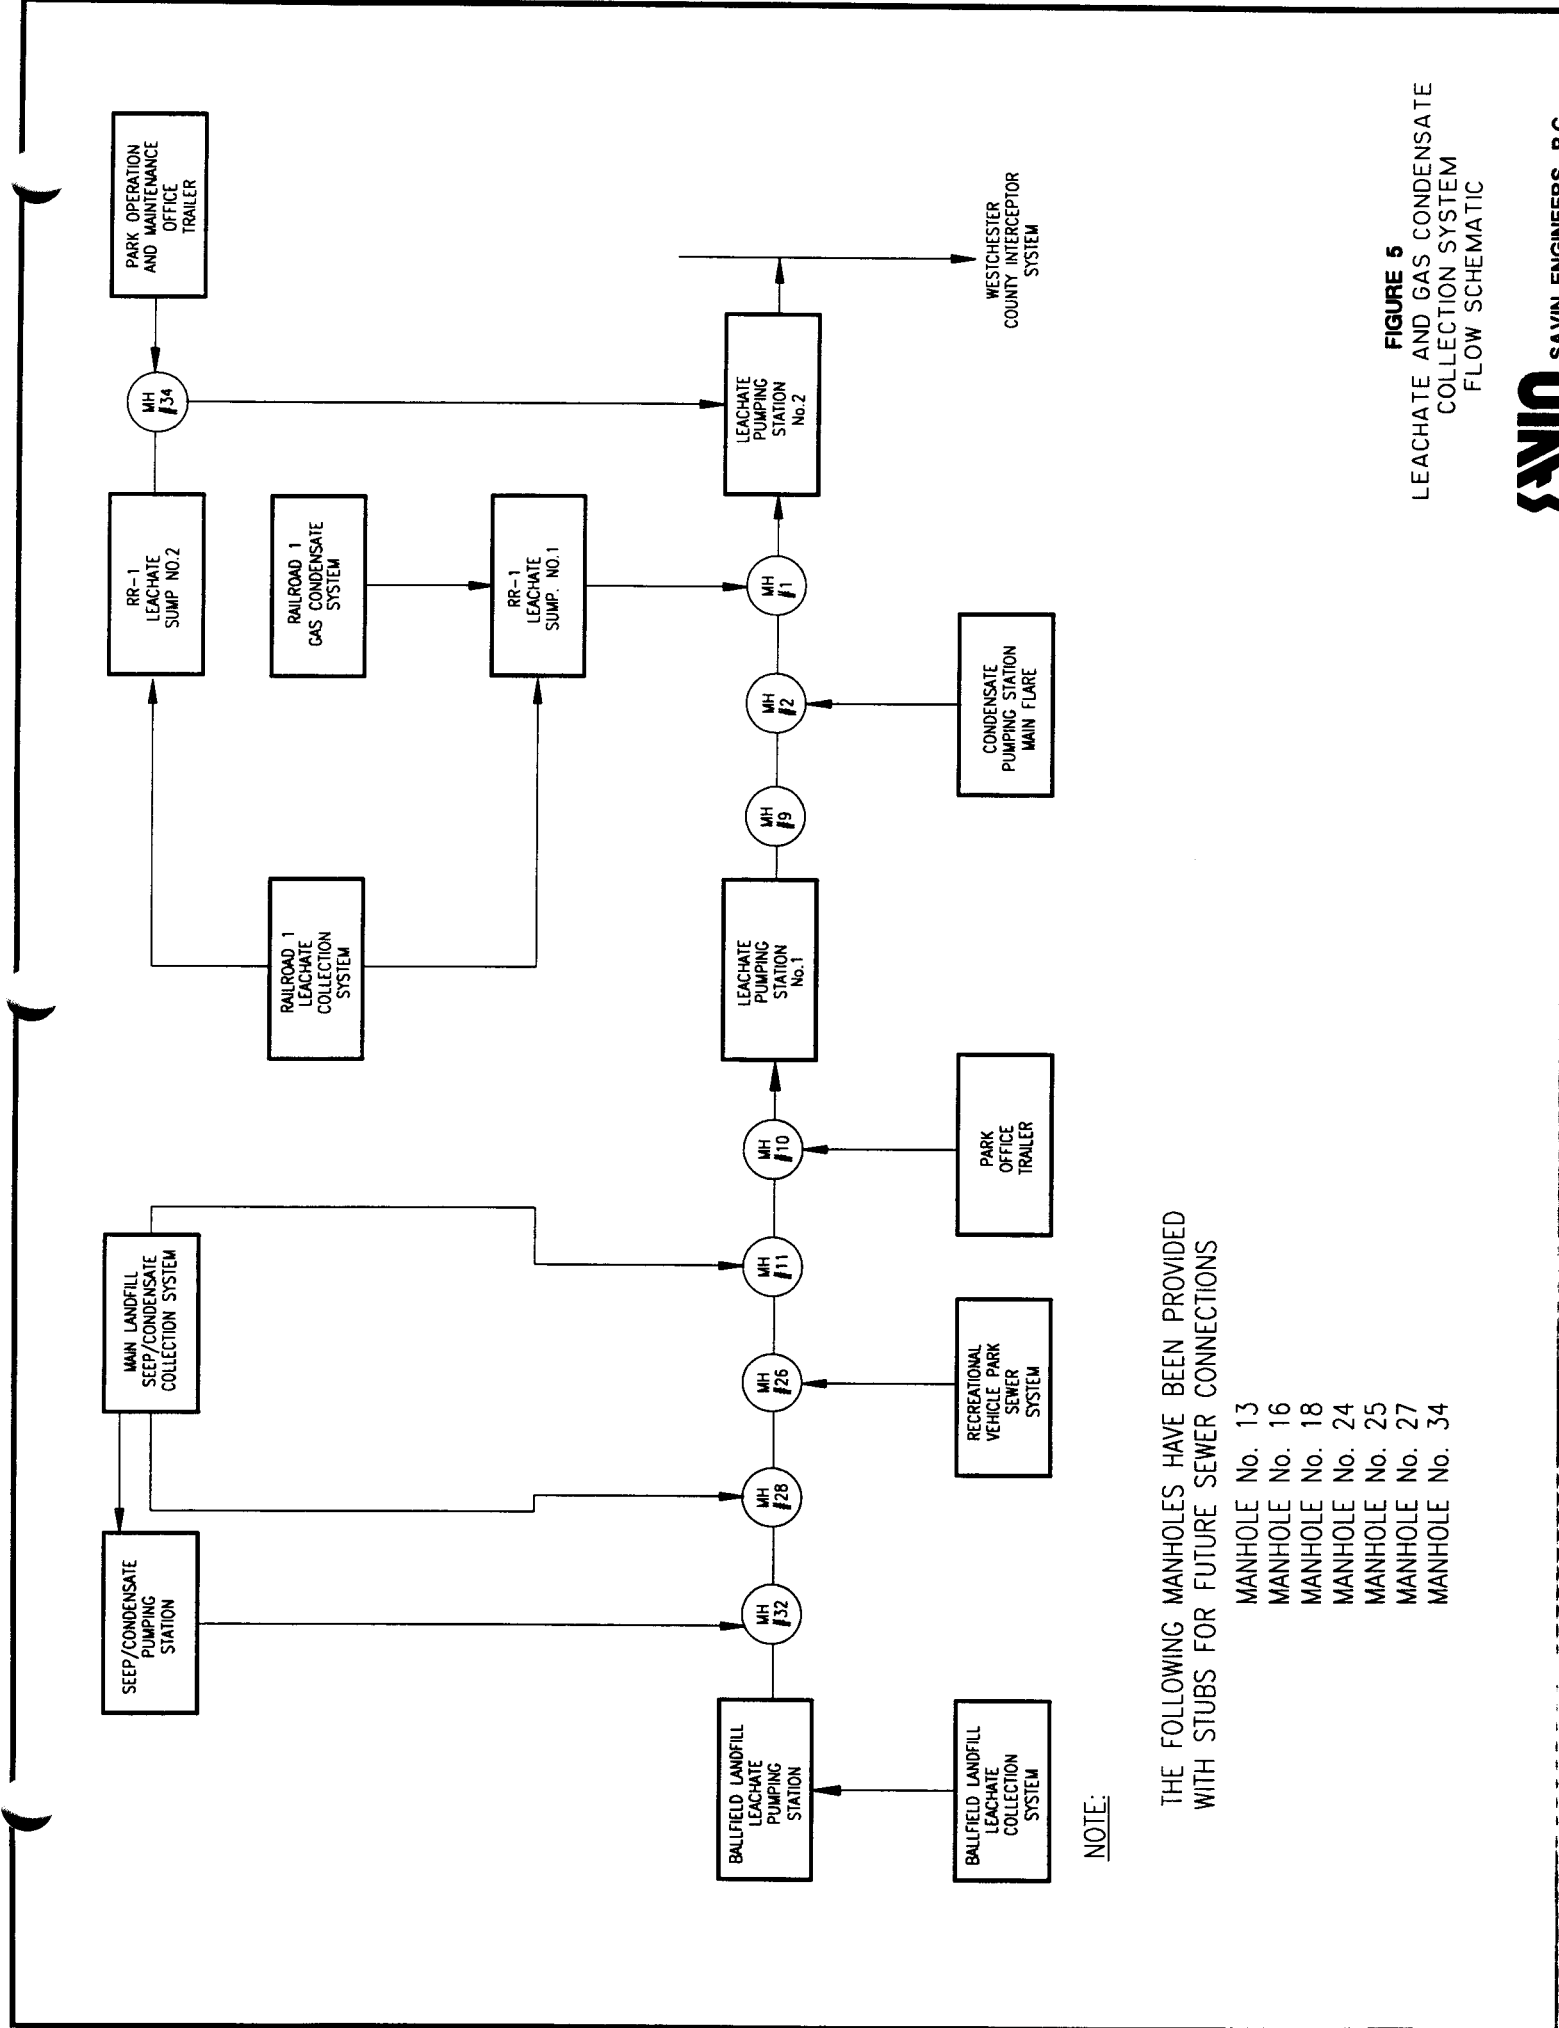 SEEP/CONDENSATE
PUMPING
STATION
MAIN LANDFILL
SEEP/CONDENSATE
COLLECTION SYSTEM
RAILROAD 1
LEACHATE
COLLECTION
SYSTEM
RR-1
LEACHATE
SUMP NO.2
MH
#34
PARK OPERATION
AND MAINTENANCE
OFFICE
TRAILER
RAILROAD 1
GAS CONDENSATE
SYSTEM
RR-1
LEACHATE
SUMP. NO.1
BALLFIELD LANDFILL
LEACHATE
PUMPING
STATION
MH
#32
MH
#28
MH
#26
MH
#11
MH
#10
LEACHATE
PUMPING
STATION
No.1
MH
#9
MH
#2
MH
#1
LEACHATE
PUMPING
STATION
No.2
WESTCHESTER
COUNTY INTERCEPTOR
SYSTEM
BALLFIELD LANDFILL
LEACHATE
COLLECTION
SYSTEM
RECREATIONAL
VEHICLE PARK
SEWER
SYSTEM
PARK
OFFICE
TRAILER
CONDENSATE
PUMPING STATION
MAIN FLARE
NOTE:
THE FOLLOWING MANHOLES HAVE BEEN PROVIDED
WITH STUBS FOR FUTURE SEWER CONNECTIONS
MANHOLE No. 13
MANHOLE No. 16
MANHOLE No. 18
MANHOLE No. 24
MANHOLE No. 25
MANHOLE No. 27
MANHOLE No. 34
FIGURE 5
LEACHATE AND GAS CONDENSATE
COLLECTION SYSTEM
FLOW SCHEMATIC
SAVIN ENGINEERS, P.C.